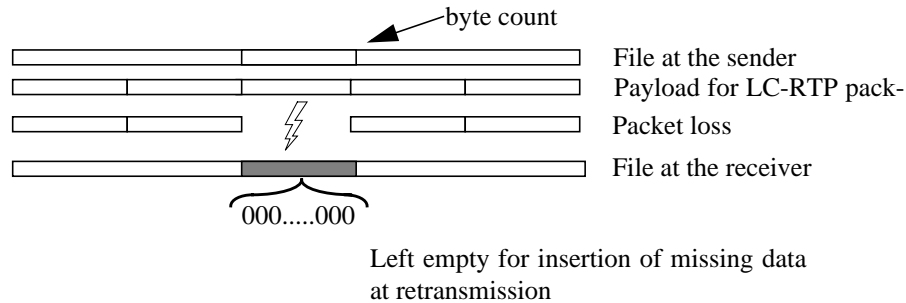 byte count
File at the sender
Payload for LC-RTP pack-
Packet loss
File at the receiver
000.....000
Left empty for insertion of missing data
at retransmission